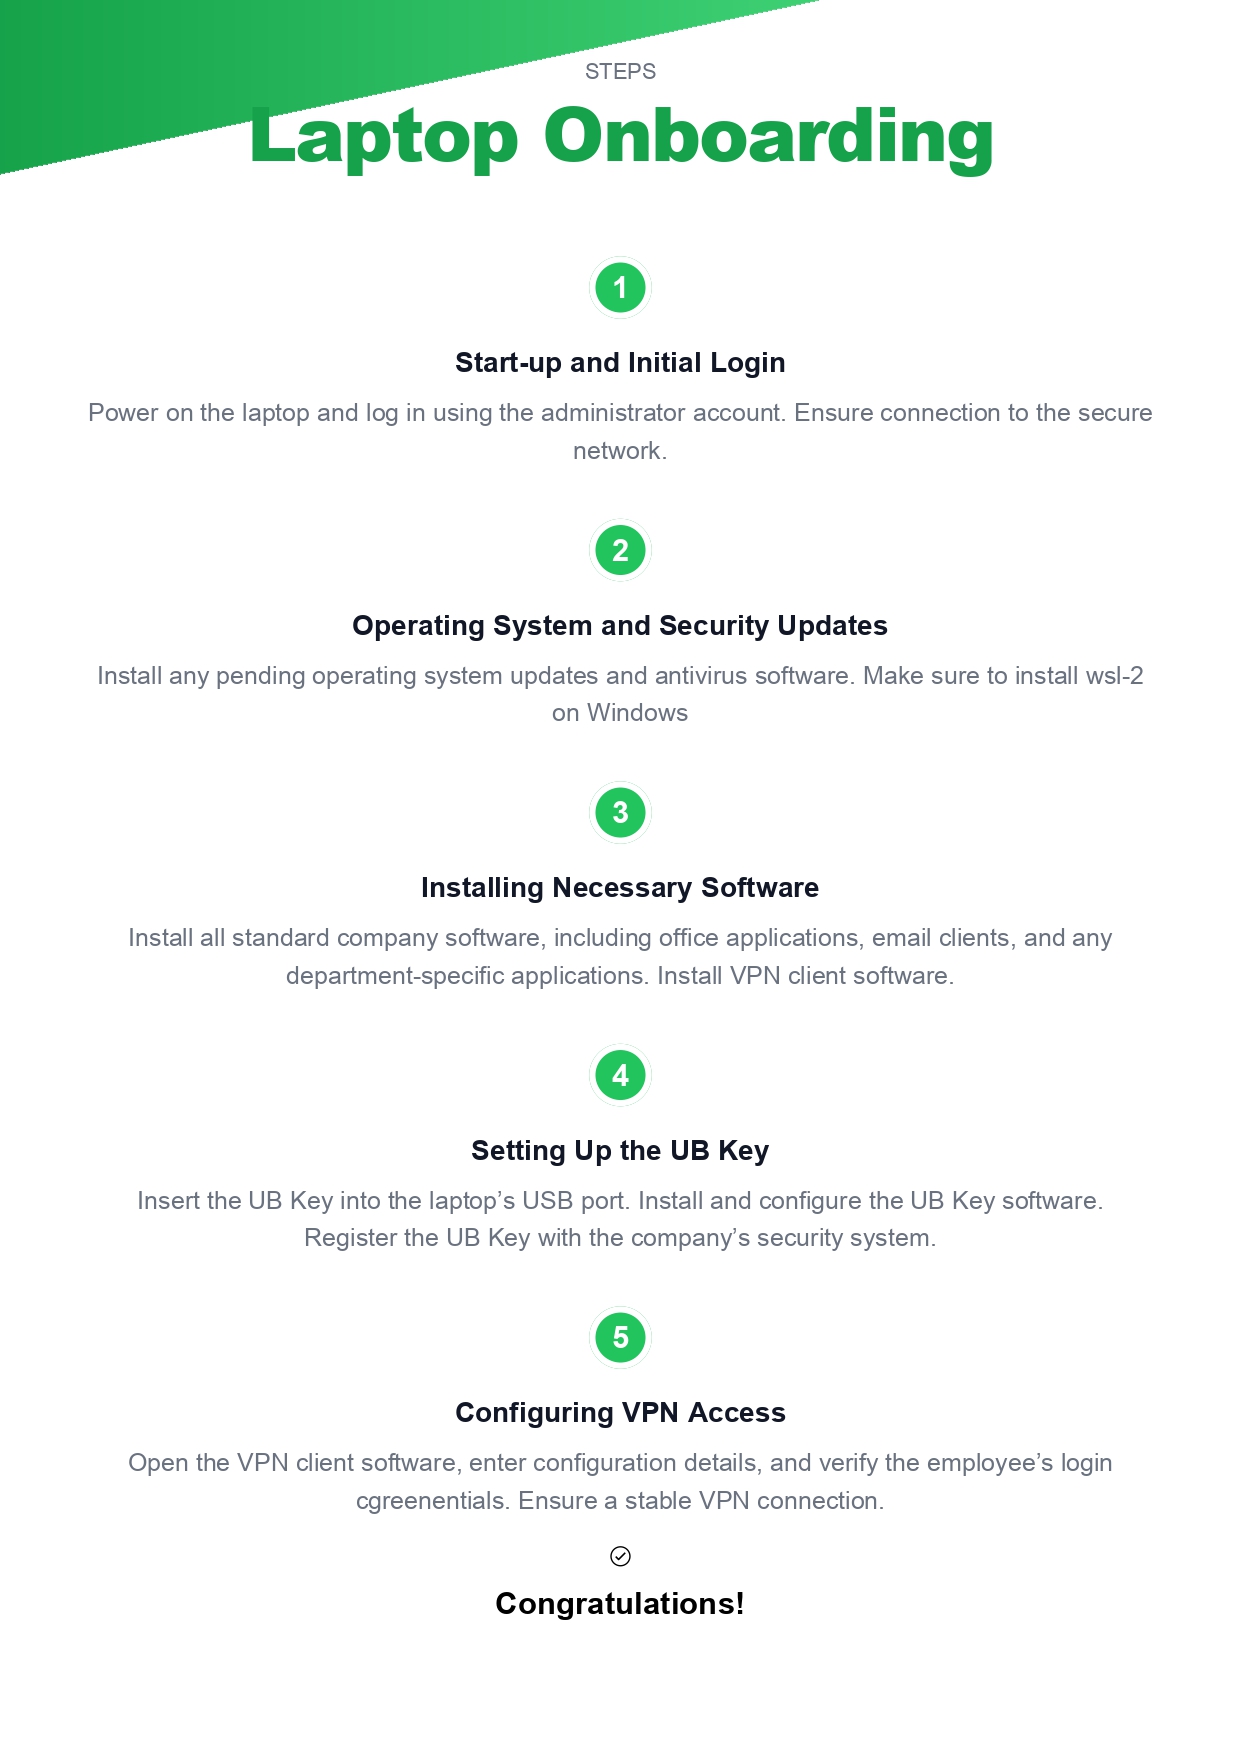 STEPS
Laptop Onboarding
1
Start-up and Initial Login
Power on the laptop and log in using the administrator account. Ensure connection to the secure
network.
2
Operating System and Security Updates
Install any pending operating system updates and antivirus software. Make sure to install wsl-2
on Windows
3
Installing Necessary Software
Install all standard company software, including office applications, email clients, and any
department-specific applications. Install VPN client software.
4
Setting Up the UB Key
Insert the UB Key into the laptop’s USB port. Install and configure the UB Key software.
Register the UB Key with the company’s security system.
5
Configuring VPN Access
Open the VPN client software, enter configuration details, and verify the employee’s login
cgreenentials. Ensure a stable VPN connection.
Congratulations!